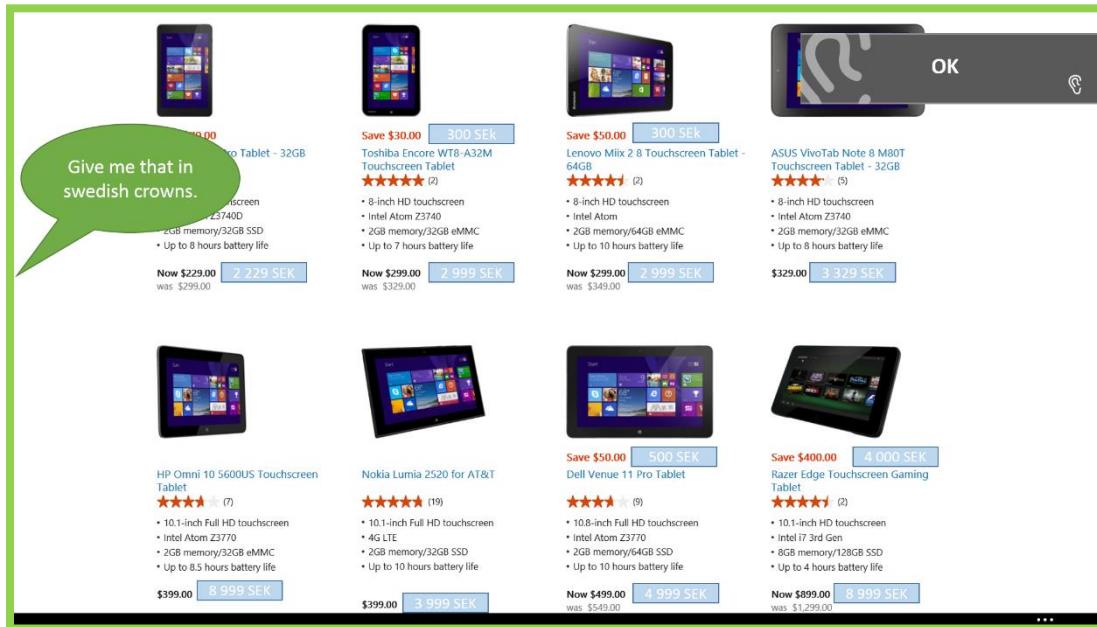 OK
Save $30.00 300 SEk
Save $50.00 300 SEk
Give me that in
swedish crowns.
Tablet - 32GB
Toshiba Encore WT8-A32M
Touchscreen Tablet
(2)
Lenovo Miix 2 8 Touchscreen Tablet -
64GB
(2)
ASUS VivoTab Note 8 M80T
Touchscreen Tablet - 32GB
(5)
• 2GB memory/32GB SSD
• Up to 8 hours battery life
• 8-inch HD touchscreen
• Intel Atom Z3740
• 2GB memory/32GB eMMC
• Up to 7 hours battery life
• 8-inch HD touchscreen
• Intel Atom
• 2GB memory/64GB eMMC
• Up to 10 hours battery life
• 8-inch HD touchscreen
• Intel Atom Z3740
• 2GB memory/32GB eMMC
• Up to 8 hours battery life
Now $229.00 2 229 SEK
was $299.00
Now $299.00 2 999 SEK
was $329.00
Now $299.00 2 999 SEK
was $349.00
$329.00 3 329 SEK
HP Omni 10 5600US Touchscreen
Tablet
(7)
• 10.1-inch Full HD touchscreen
• Intel Atom Z3770
• 2GB memory/32GB eMMC
• Up to 8.5 hours battery life
$399.00 8 999 SEK
Nokia Lumia 2520 for AT&T
(19)
• 10.1-inch Full HD touchscreen
• 4G LTE
• 2GB memory/32GB SSD
• Up to 10 hours battery life
$399.00 3 999 SEK
Save $50.00 500 SEK
Dell Venue 11 Pro Tablet
(9)
• 10.8-inch Full HD touchscreen
• Intel Atom Z3770
• 2GB memory/64GB SSD
• Up to 10 hours battery life
Now $499.00 4 999 SEK
was $549.00
Save $400.00 4 000 SEK
Razer Edge Touchscreen Gaming
Tablet
(2)
• 10.1-inch HD touchscreen
• Intel i7 3rd Gen
• 8GB memory/128GB SSD
• Up to 4 hours battery life
Now $899.00 8 999 SEK
was $1,299.00